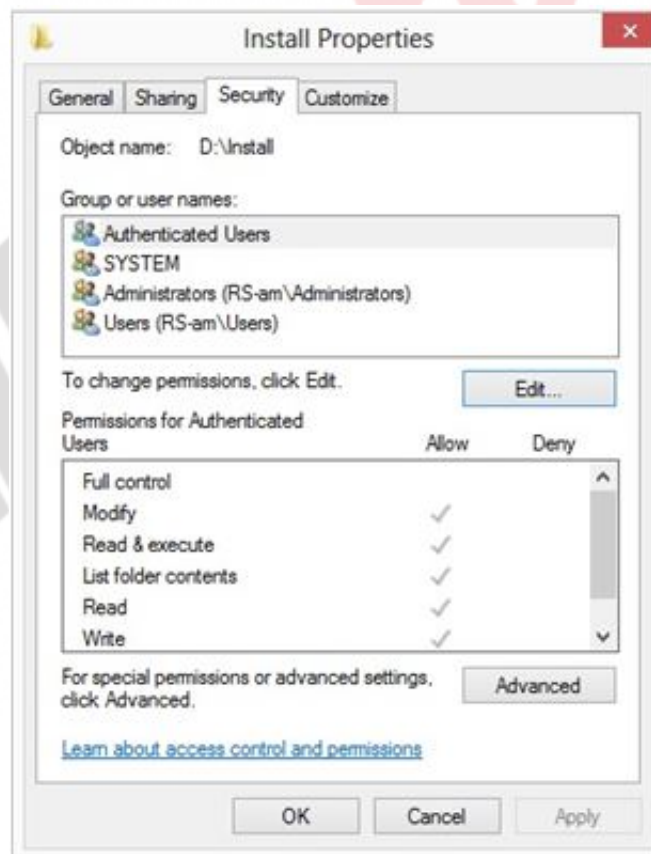 Install Properties
General Sharing Security Customize
Object name: D:\Install
Group or user names:
Authenticated Users
SYSTEM
Administrators (RS-am\Administrators)
Users (RS-am\Users)
To change permissions, click Edit.
Edit...
Permissions for Authenticated
Users Allow Deny
Full control
Modify
Read & execute
List folder contents
Read
Write
For special permissions or advanced settings,
click Advanced.
Advanced
Learn about access control and permissions
OK Cancel Apply